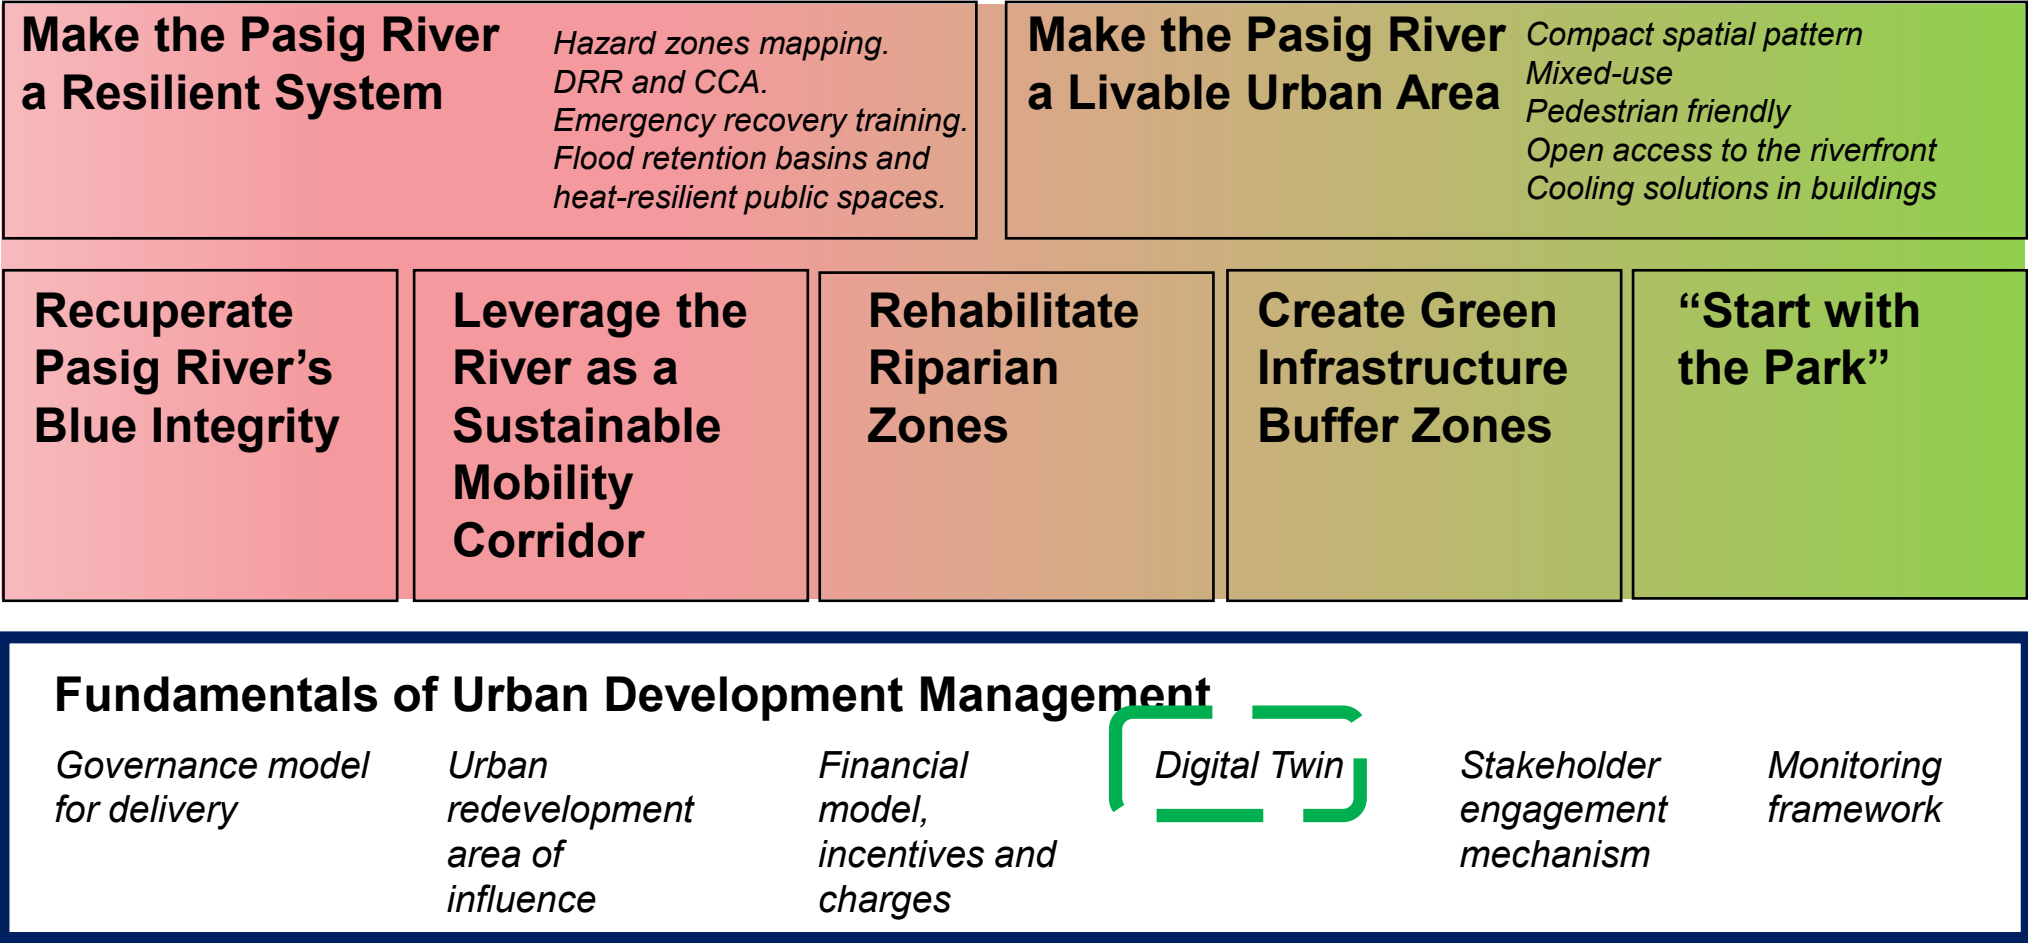 Make the Pasig River
a Resilient System
Hazard zones mapping.
DRR and CCA.
Emergency recovery training.
Flood retention basins and
heat-resilient public spaces.
Make the Pasig River
a Livable Urban Area
Compact spatial pattern
Mixed-use
Pedestrian friendly
Open access to the riverfront
Cooling solutions in buildings
Recuperate
Pasig River’s
Blue Integrity
Leverage the
River as a
Sustainable
Mobility
Corridor
Rehabilitate
Riparian
Zones
Create Green
Infrastructure
Buffer Zones
“Start with
the Park”
Fundamentals of Urban Development Management
Governance model
for delivery
Urban
redevelopment
area of
influence
Financial
model,
incentives and
charges
Digital Twin
Stakeholder
engagement
mechanism
Monitoring
framework